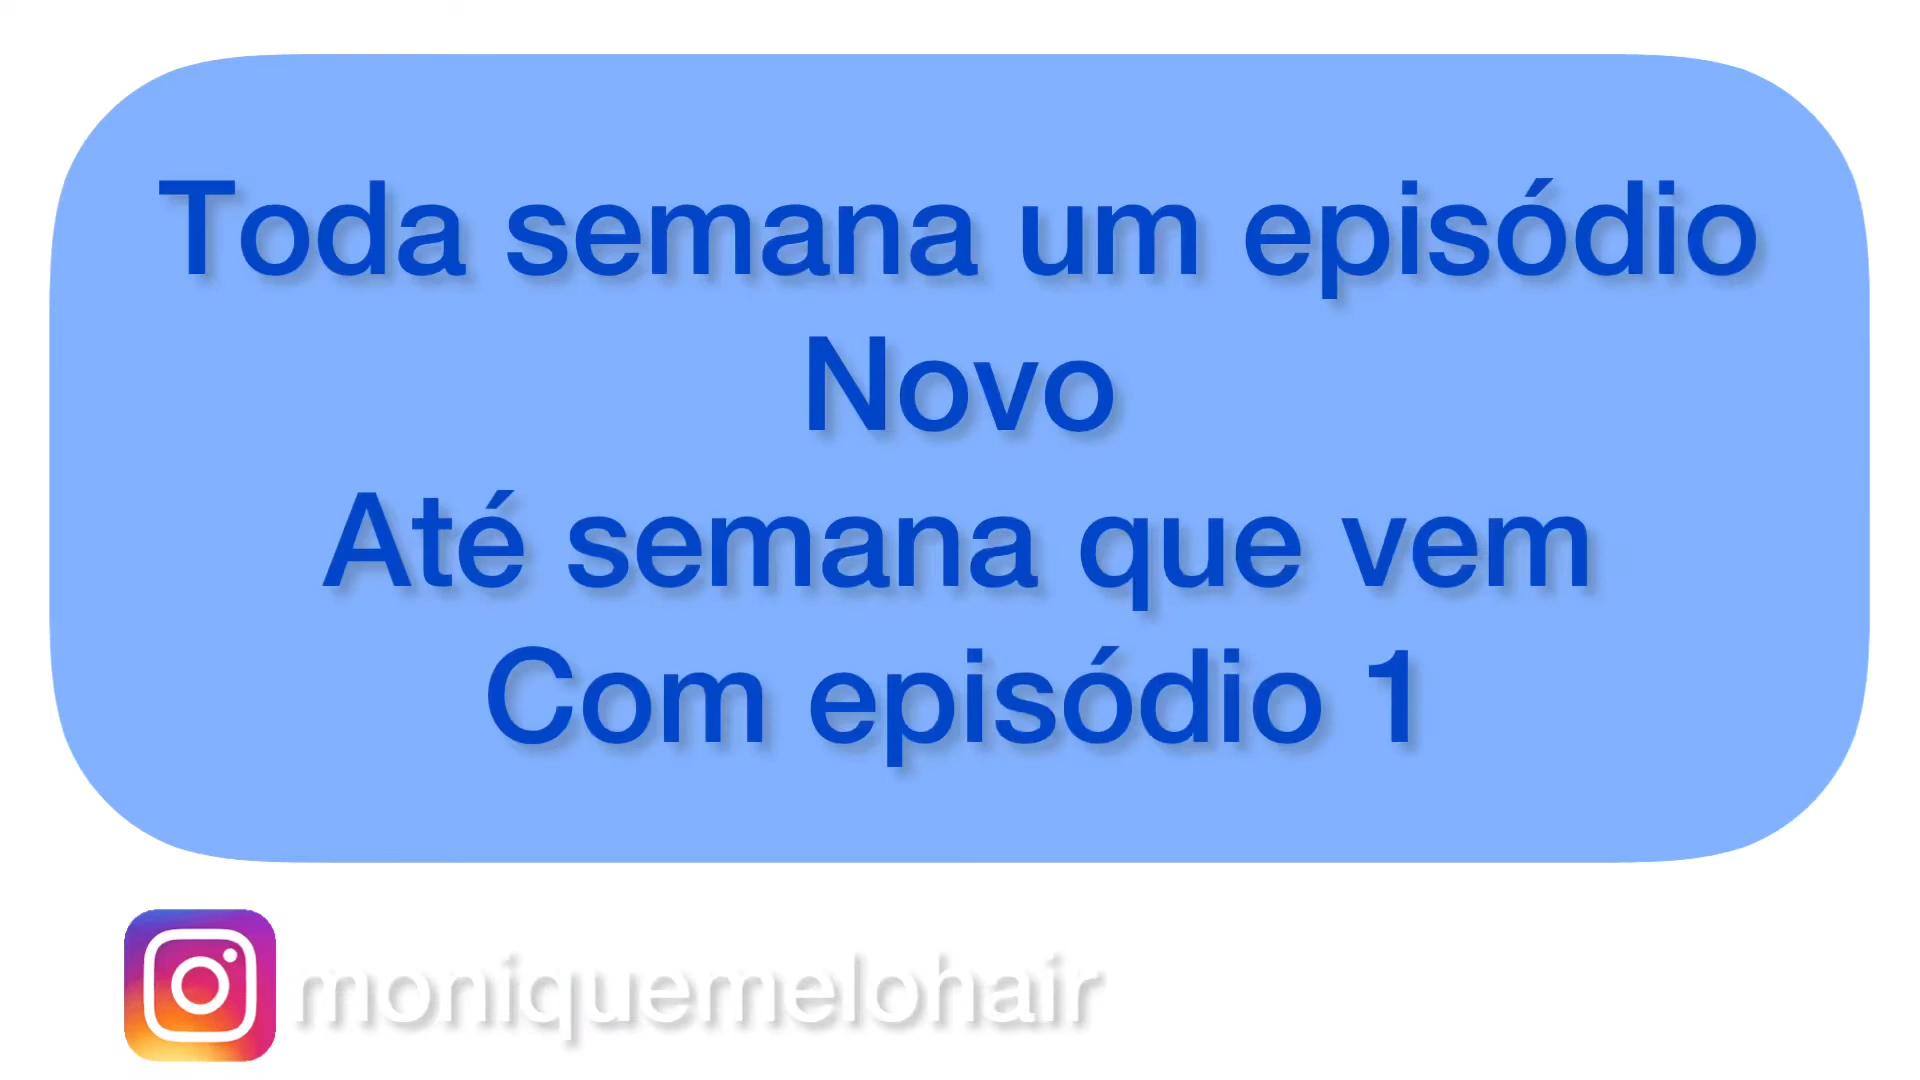 Toda semana um episódio
Novo
Até semana que vem
Com episódio 1
moniquemelohair